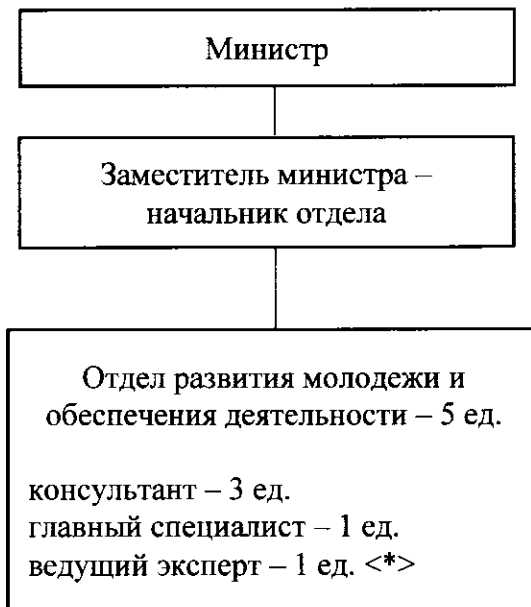 Министр
Заместитель министра –
начальник отдела
Отдел развития молодежи и
обеспечения деятельности – 5 ед.
консультант – 3 ед.
главный специалист – 1 ед.
ведущий эксперт – 1 ед. <*>